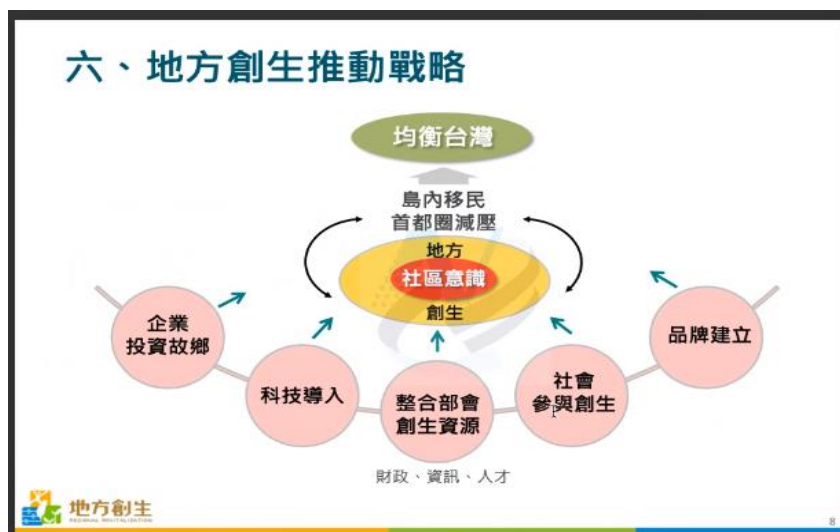 六、地方創生推動戰略
均衡台灣
島內移民
首都圈減壓
地方
社區意識
創生
企業
投資故鄉
科技導入
整合部會
創生資源
社會
參與創生
品牌建立
財政、資訊、人才
地方創生
REGIONAL REVITALIZATION
8